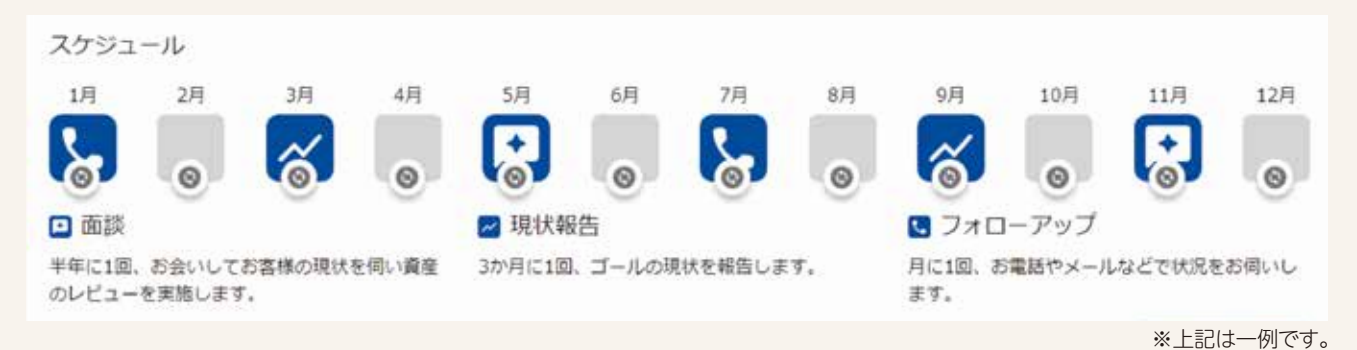 スケジュール
1月 2月 3月 4月 5月 6月 7月 8月 9月 10月 11月 12月
面談
半年に1回、お会いしてお客様の現状を伺い資産
のレビューを実施します。
現状報告
3か月に1回、ゴールの現状を報告します。
フォローアップ
月に1回、お電話やメールなどで状況をお伺いし
ます。
※上記は一例です。